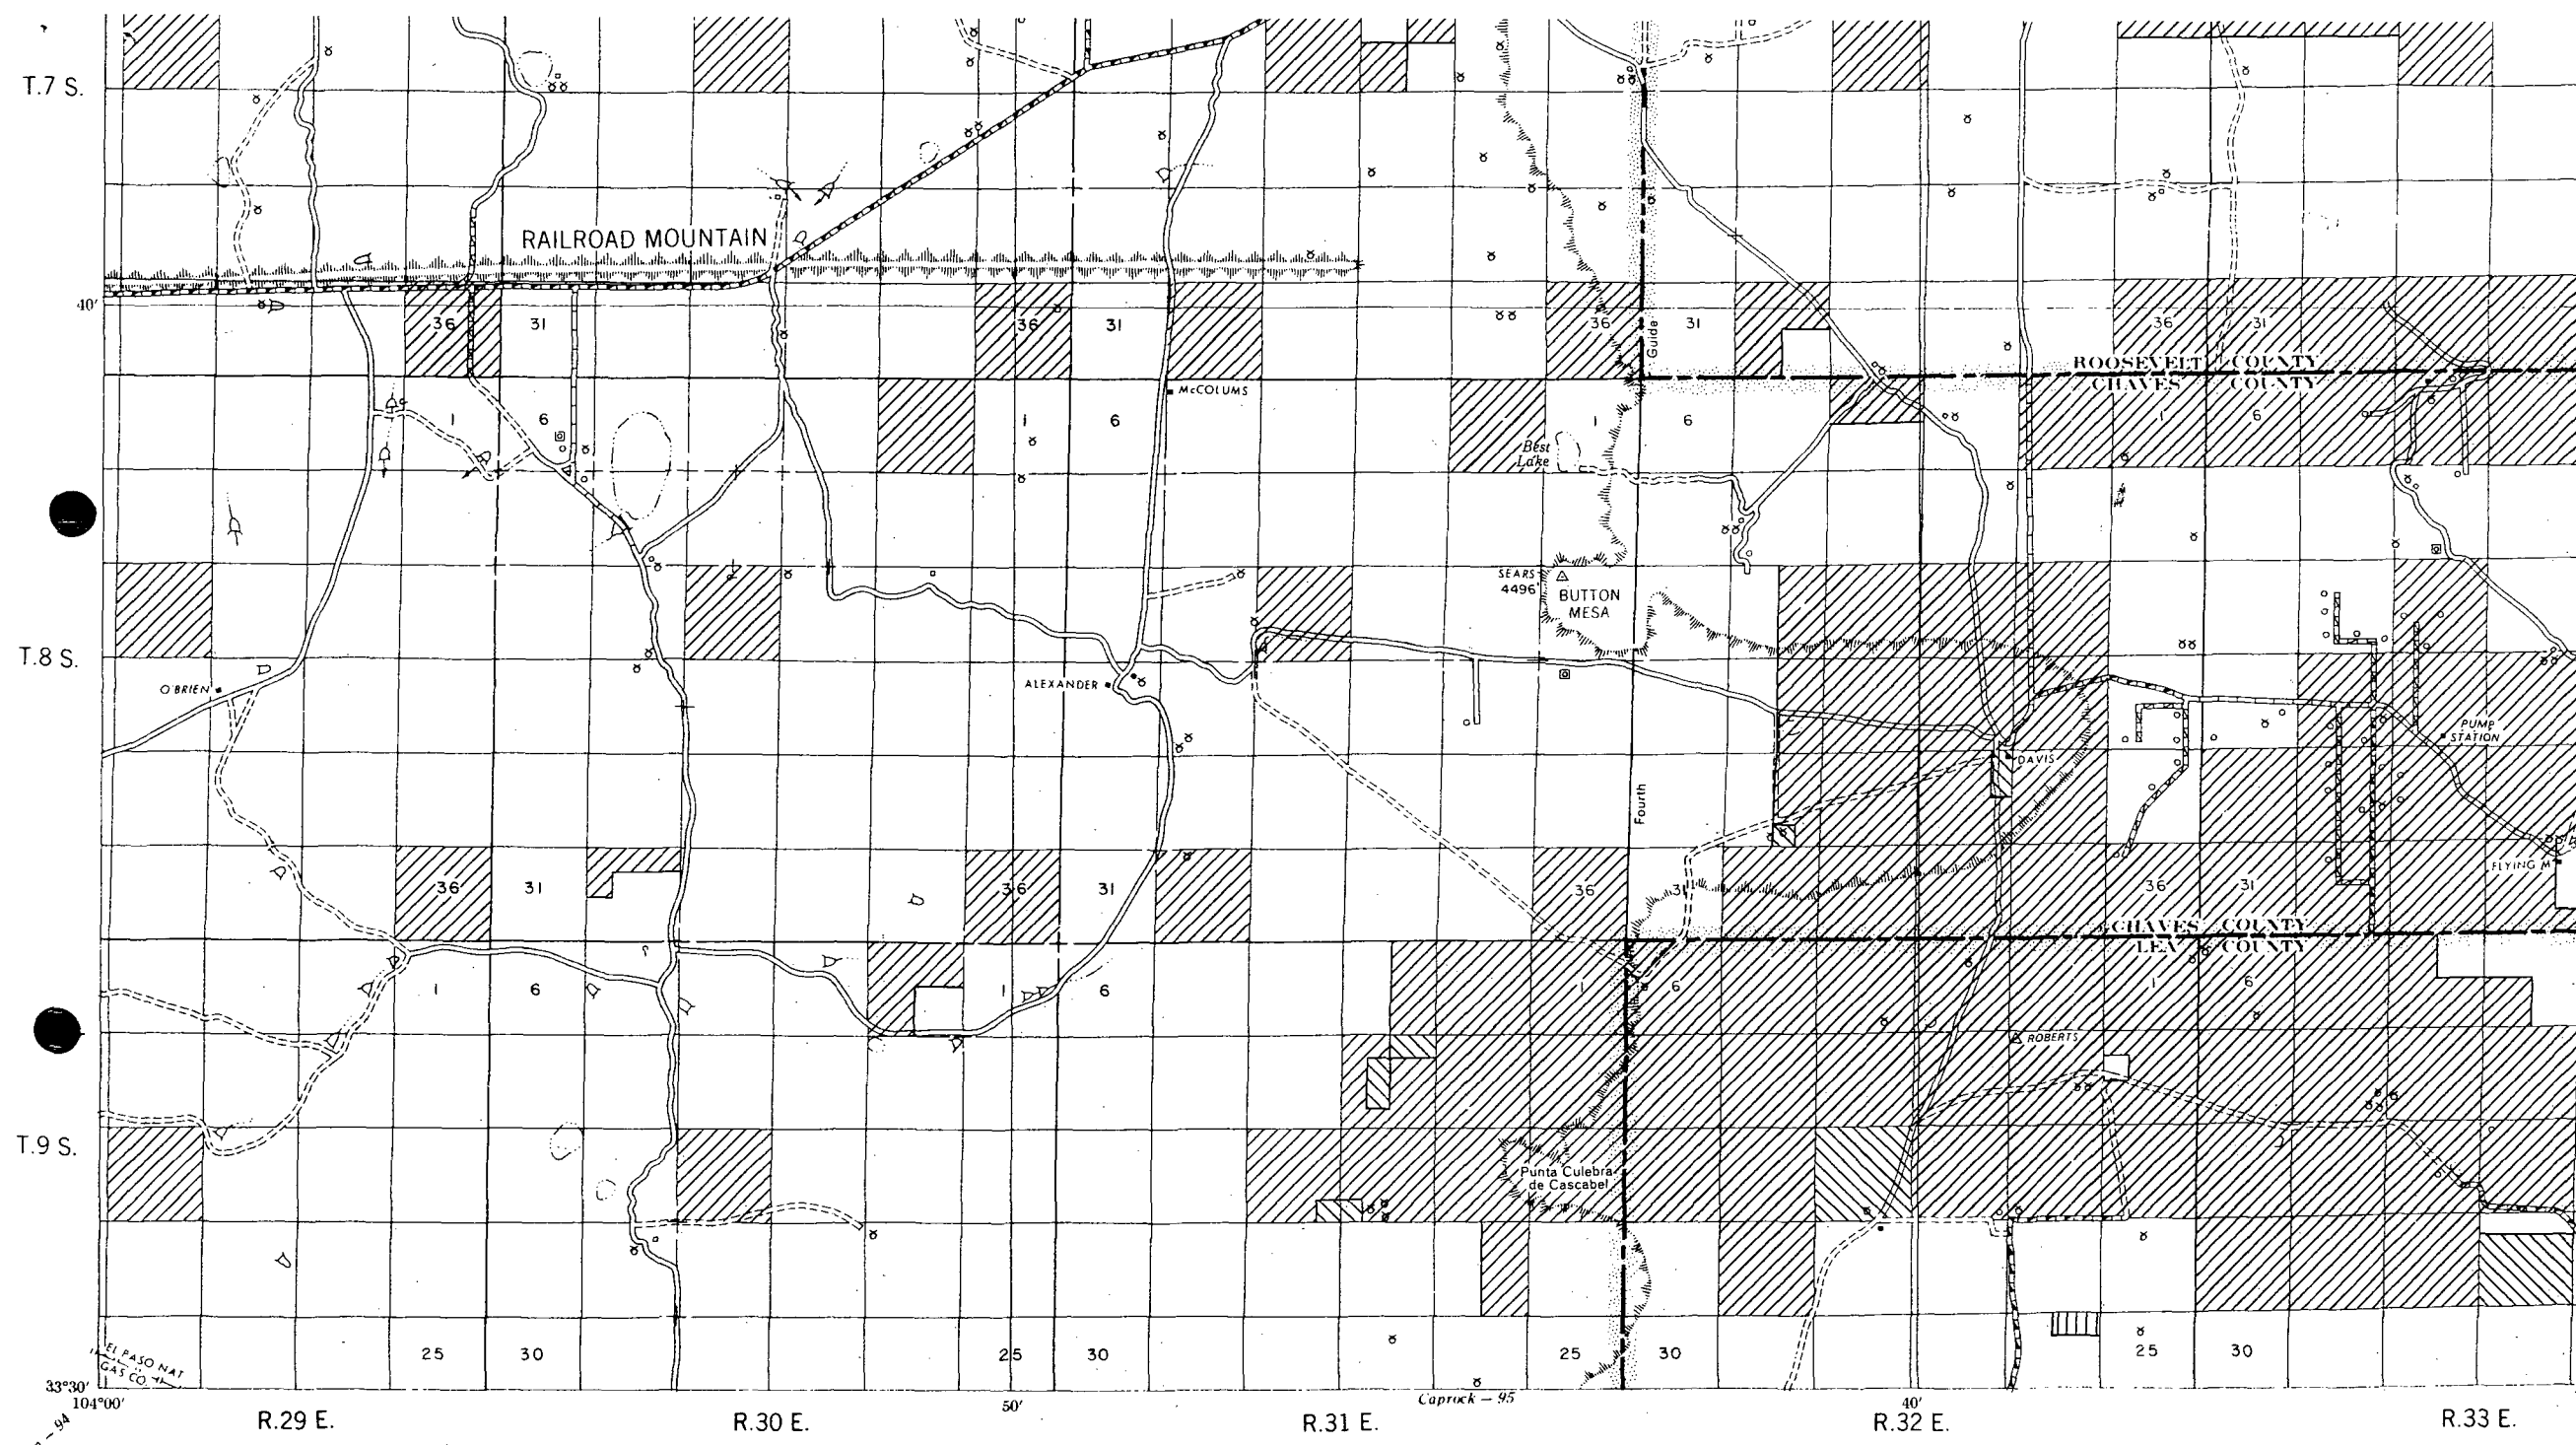 T.7 S.
RAILROAD MOUNTAIN
40'
36 31 36 31 36 Guide 31 36 31
ROOSEVELT COUNTY
CHAVES COUNTY
McCOLUMS
1 6 1 6 1 6 1 6
Best
Lake
SEARS
4496'
BUTTON
MESA
T.8 S.
O'BRIEN
ALEXANDER
PUMP
STATION
DAVIS
Fourth
FLYING M
36 31 36 31 36 31 36 31
CHAVES COUNTY
LEA COUNTY
1 6 1 6 1 6 1 6
ROBERTS
T.9 S.
Punta Culebra
de Cascabel
EL PASO NAT
GAS CO.
25 30 25 30 25 30 25 30
33°30'
104°00' 50' Caprock – 95 40'
– 94
R.29 E. R.30 E. R.31 E. R.32 E. R.33 E.